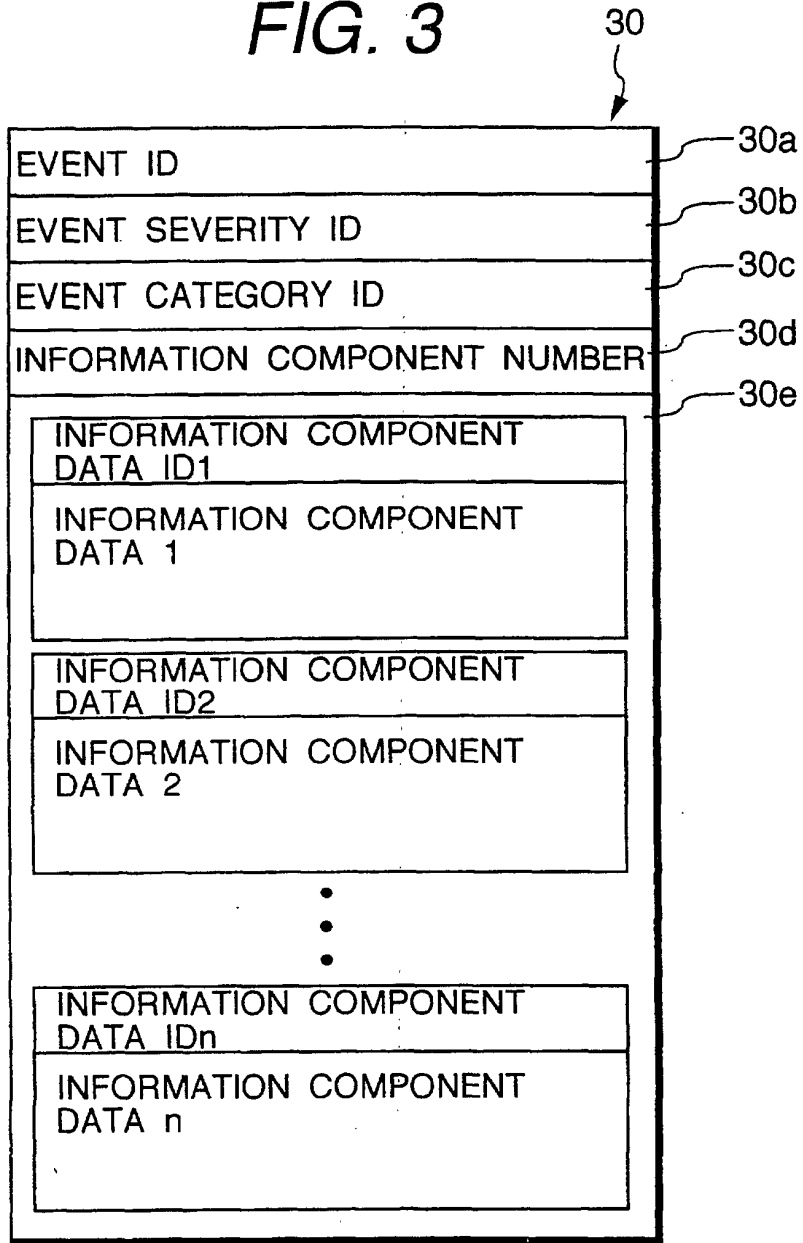 FIG. 3
30
EVENT ID
30a
EVENT SEVERITY ID
30b
EVENT CATEGORY ID
30c
INFORMATION COMPONENT NUMBER
30d
30e
INFORMATION COMPONENT
DATA ID1
INFORMATION COMPONENT
DATA 1
INFORMATION COMPONENT
DATA ID2
INFORMATION COMPONENT
DATA 2
INFORMATION COMPONENT
DATA IDn
INFORMATION COMPONENT
DATA n